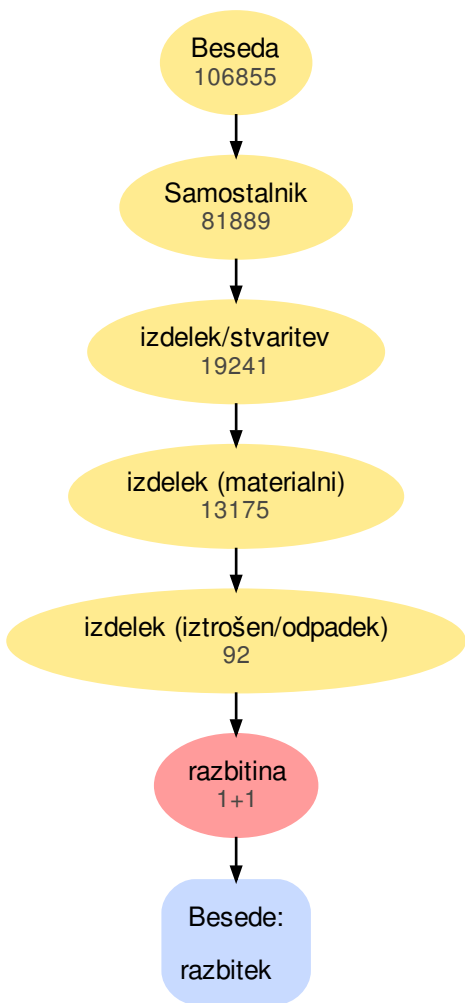 Beseda
106855
Samostalnik
81889
izdelek/stvaritev
19241
izdelek (materialni)
13175
izdelek (iztrošen/odpadek)
92
razbitina
1+1
Besede:
razbitek